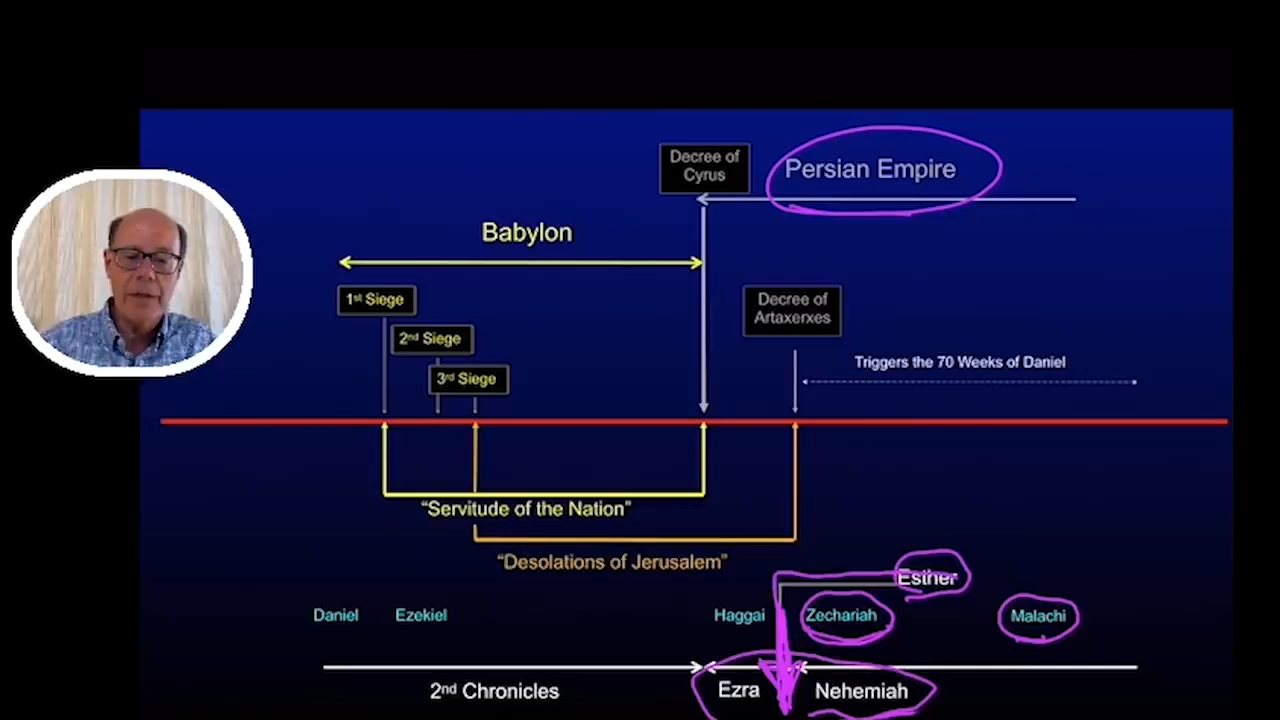 Decree of
Cyrus
Persian Empire
Babylon
1st Siege
Decree of
Artaxerxes
2nd Siege
Triggers the 70 Weeks of Daniel
3rd Siege
“Servitude of the Nation”
“Desolations of Jerusalem”
Esther
Daniel Ezekiel Haggai Zechariah Malachi
2nd Chronicles Ezra Nehemiah